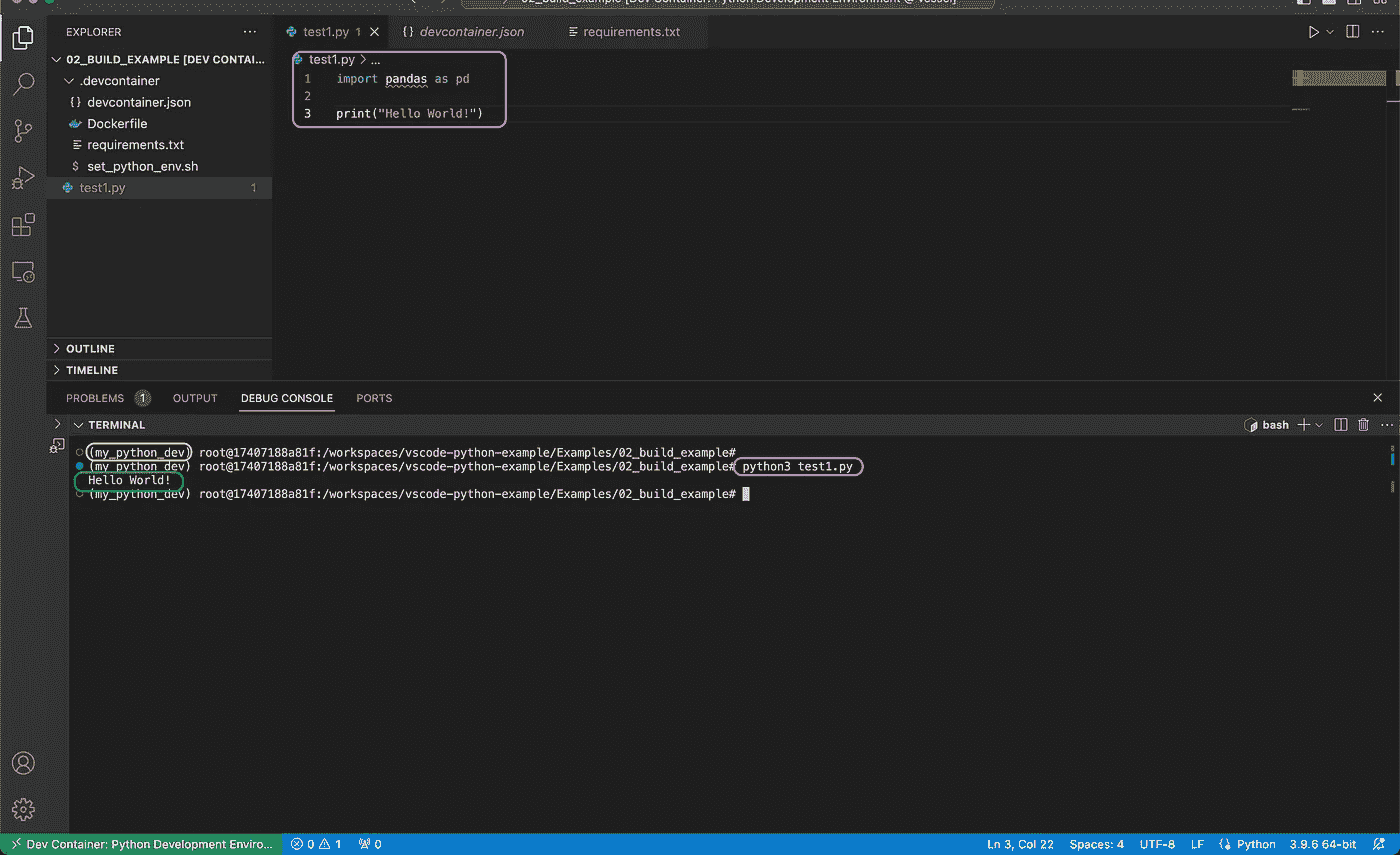 02_build_example [Dev Container: Python Development Environment @ vessel]
EXPLORER
02_BUILD_EXAMPLE [DEV CONTAI...
.devcontainer
{} devcontainer.json
Dockerfile
requirements.txt
$ set_python_env.sh
test1.py 1
OUTLINE
TIMELINE
test1.py 1
{} devcontainer.json
requirements.txt
test1.py > ...
1 import pandas as pd
2
3 print("Hello World!")
PROBLEMS 1 OUTPUT DEBUG CONSOLE PORTS
TERMINAL
bash
(my_python_dev) root@17407188a81f:/workspaces/vscode-python-example/Examples/02_build_example#
(my_python_dev) root@17407188a81f:/workspaces/vscode-python-example/Examples/02_build_example# python3 test1.py
Hello World!
(my_python_dev) root@17407188a81f:/workspaces/vscode-python-example/Examples/02_build_example#
Dev Container: Python Development Enviro... 0 1 0 Ln 3, Col 22 Spaces: 4 UTF-8 LF Python 3.9.6 64-bit